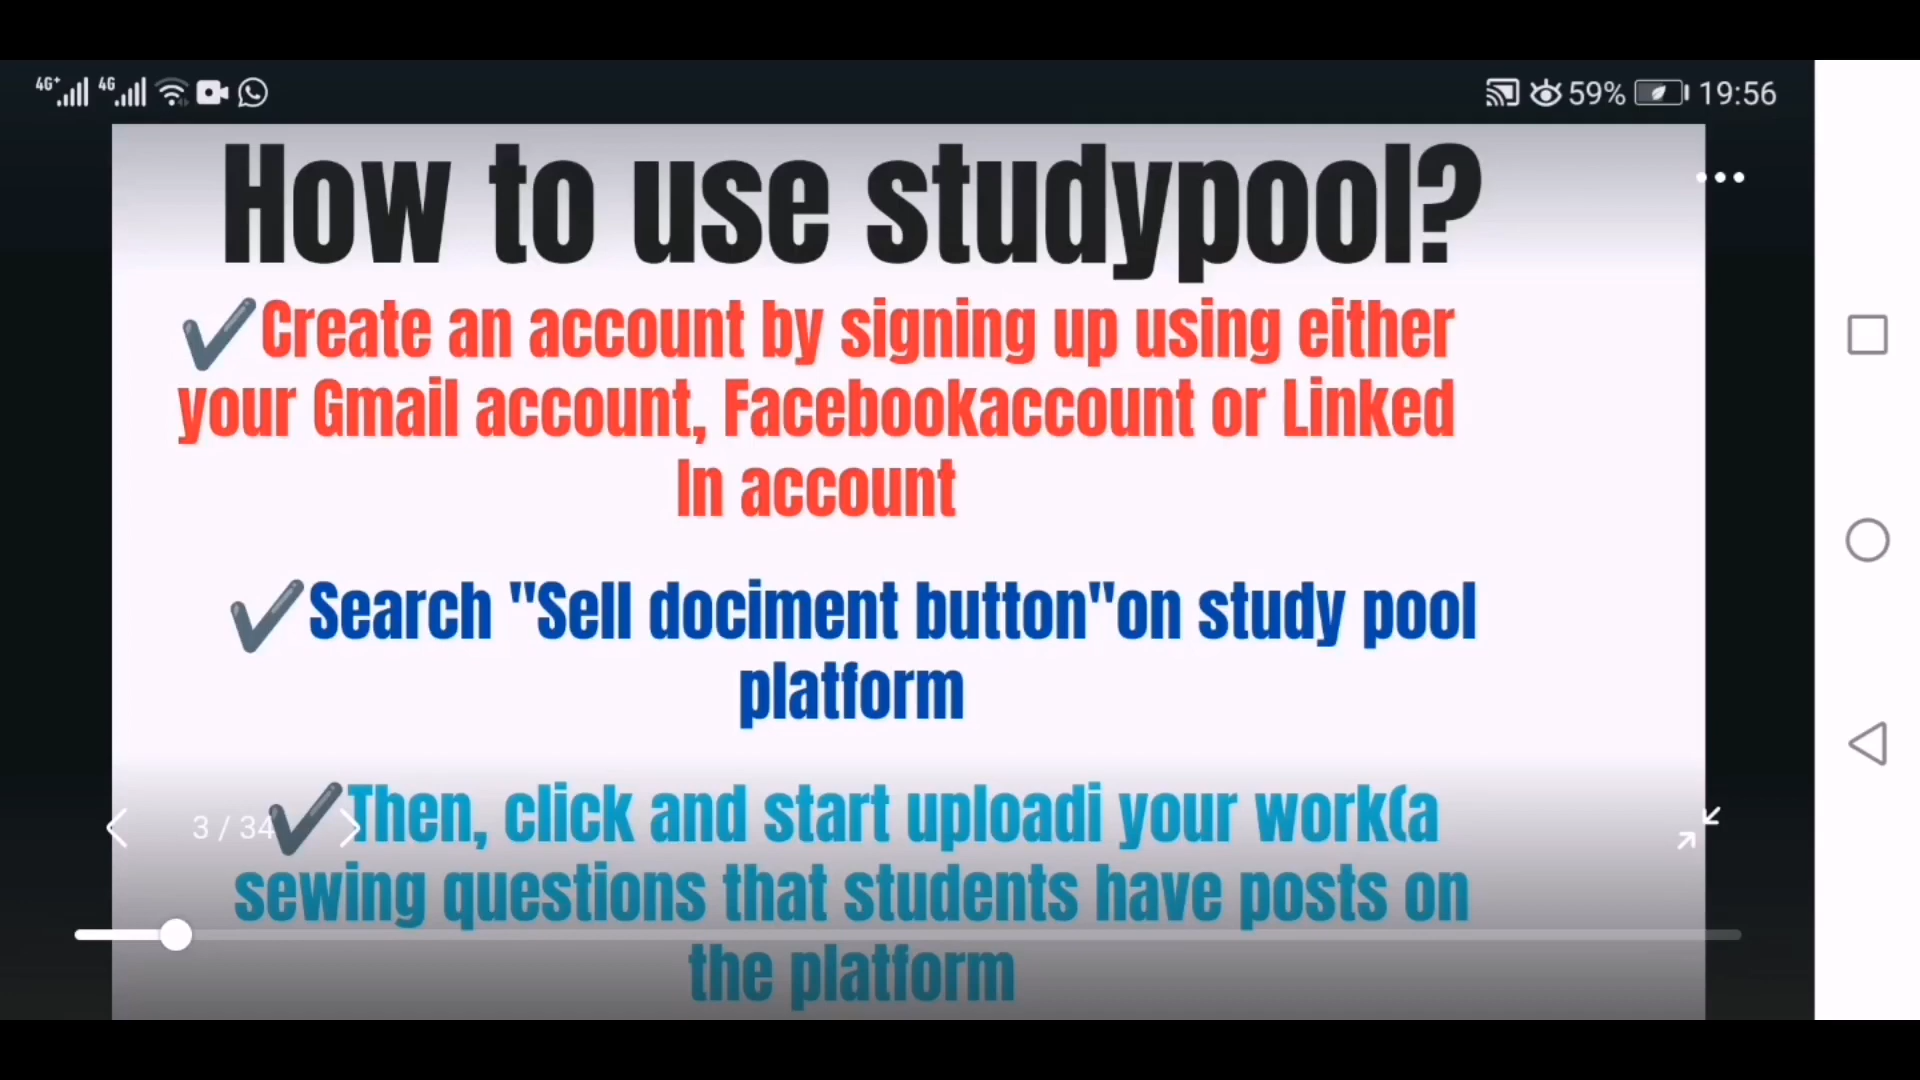 4G+ 4G 59% 19:56
How to use studypool?
✔Create an account by signing up using either
your Gmail account, Facebookaccount or Linked
In account
✔Search "Sell dociment button"on study pool
platform
✔Then, click and start uploadi your work(a
sewing questions that students have posts on
the platform
3 / 34